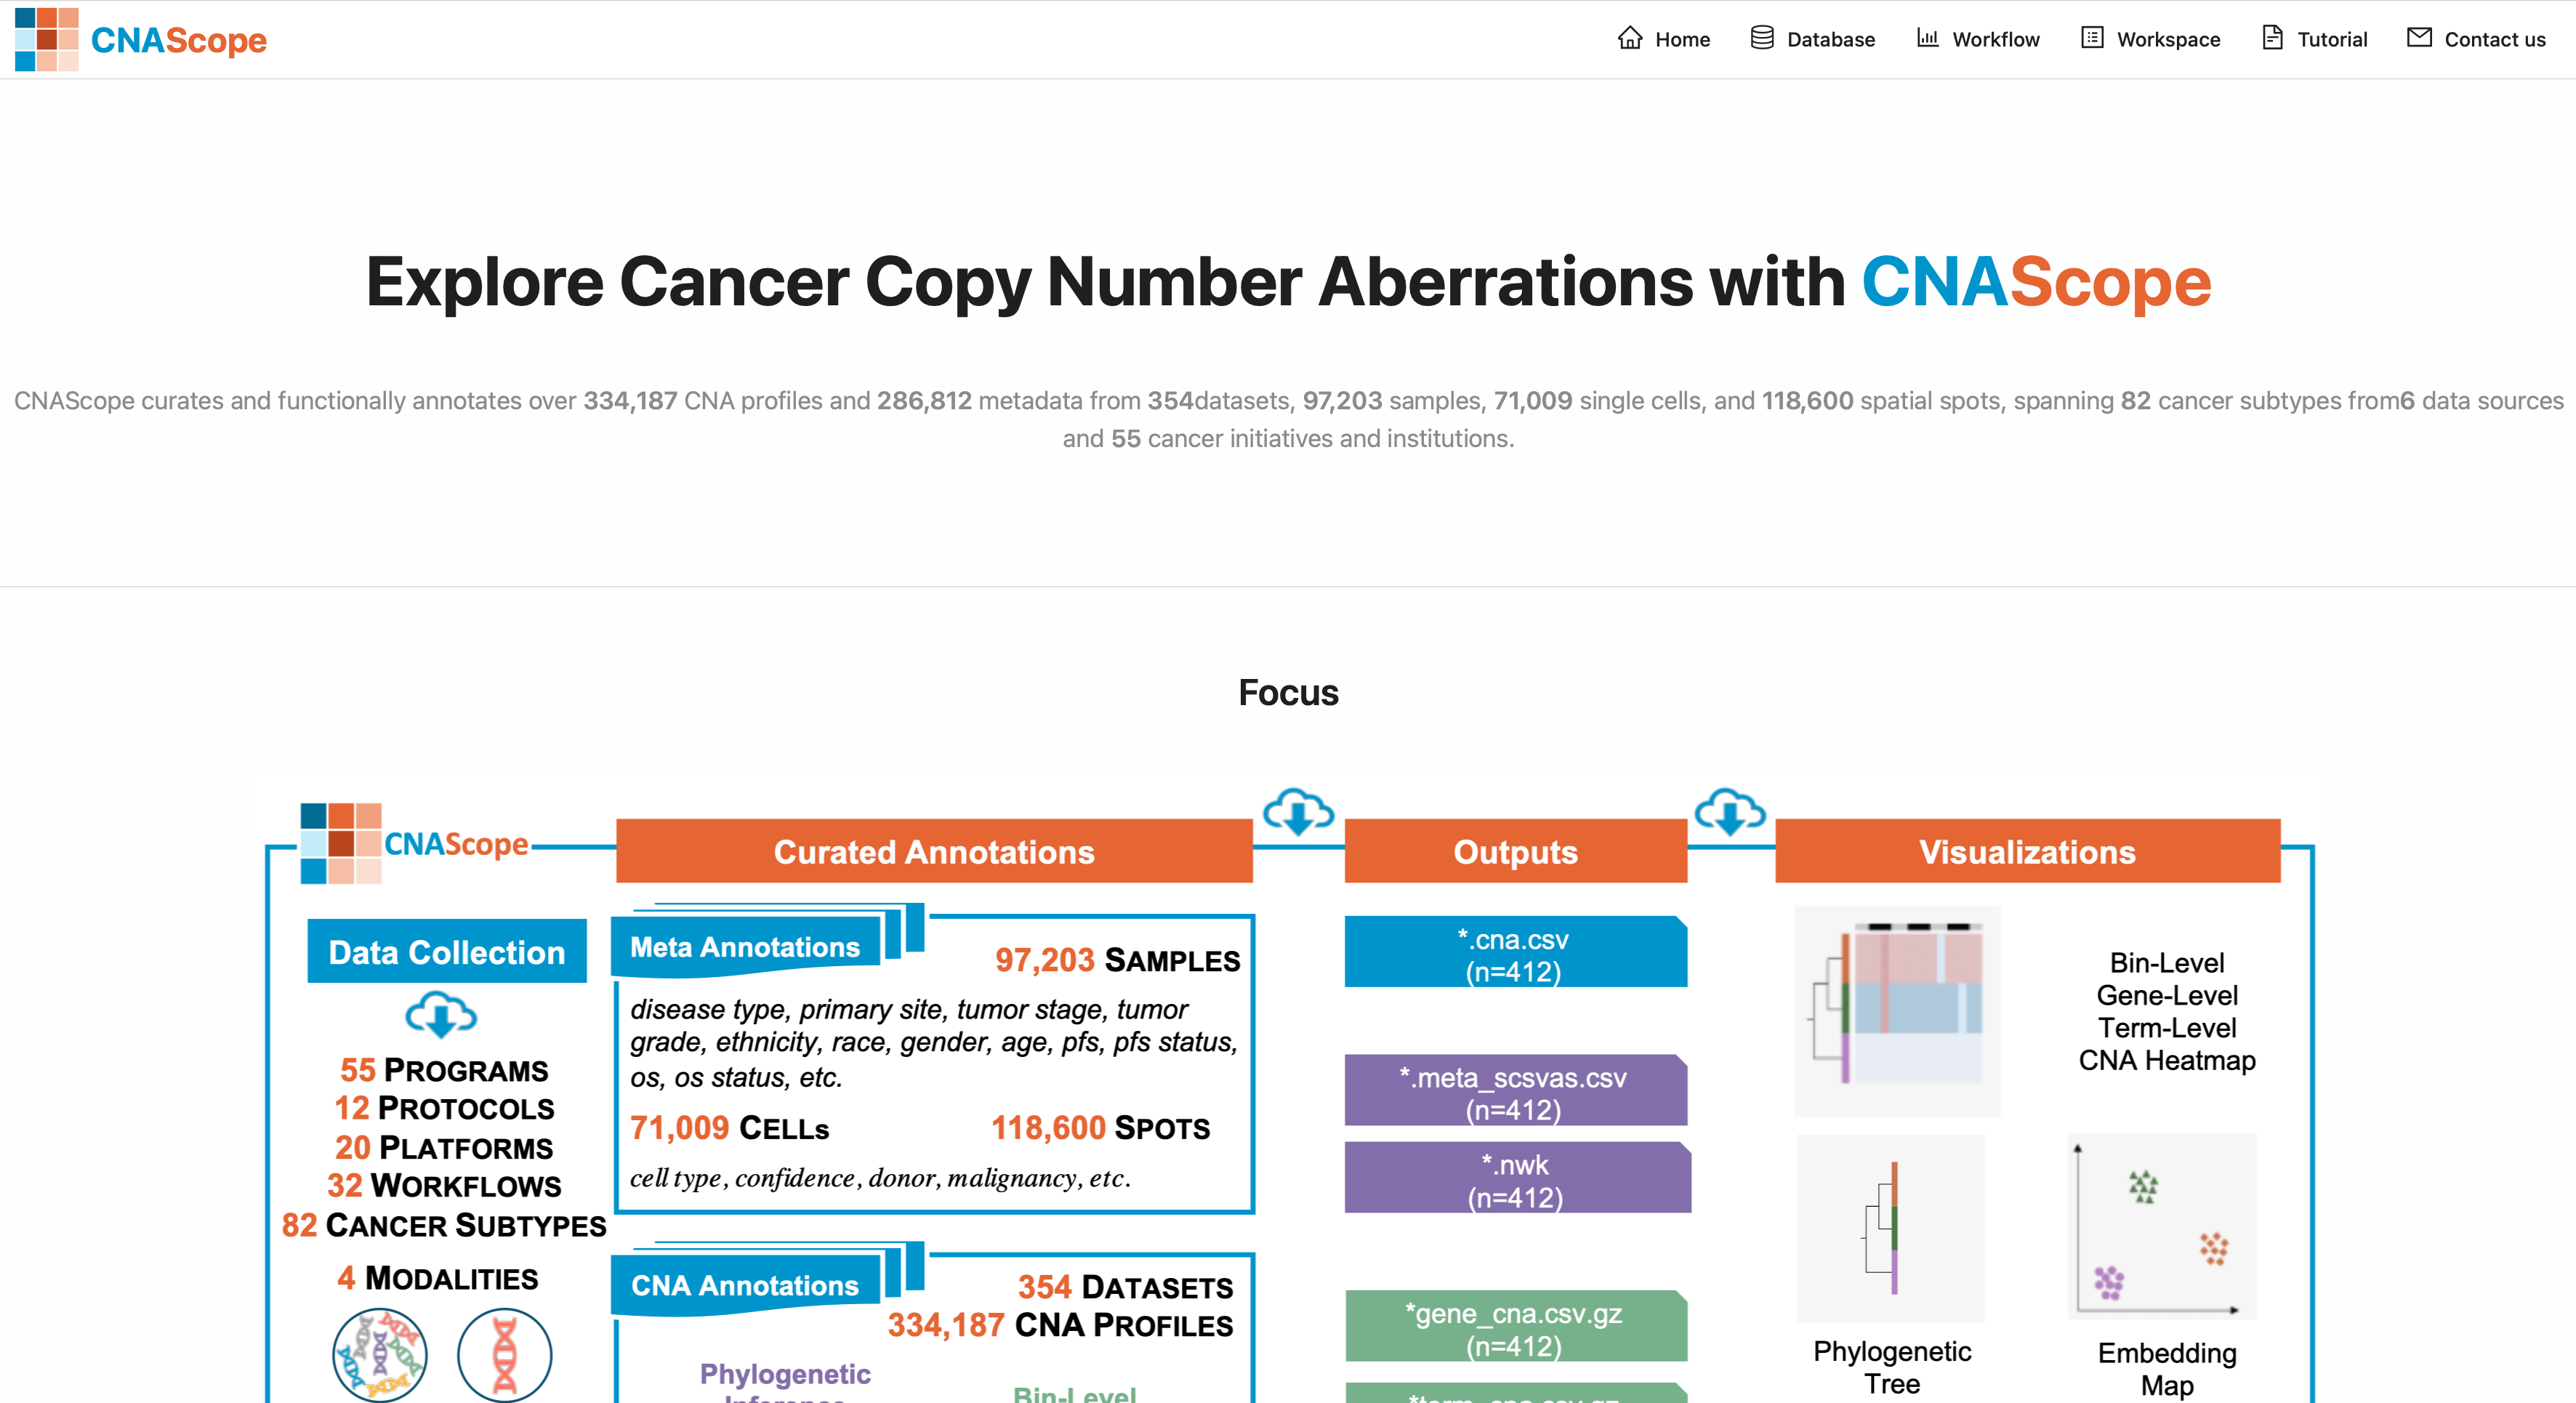 CNAScope
Home
Database
Workflow
Workspace
Tutorial
Contact us
Explore Cancer Copy Number Aberrations with CNAScope
CNAScope curates and functionally annotates over 334,187 CNA profiles and 286,812 metadata from 354datasets, 97,203 samples, 71,009 single cells, and 118,600 spatial spots, spanning 82 cancer subtypes from6 data sources
and 55 cancer initiatives and institutions.
Focus
CNAScope
Curated Annotations
Outputs
Visualizations
Data Collection
55 PROGRAMS
12 PROTOCOLS
20 PLATFORMS
32 WORKFLOWS
82 CANCER SUBTYPES
4 MODALITIES
Meta Annotations
97,203 SAMPLES
disease type, primary site, tumor stage, tumor
grade, ethnicity, race, gender, age, pfs, pfs status,
os, os status, etc.
71,009 CELLs
118,600 SPOTS
cell type, confidence, donor, malignancy, etc.
CNA Annotations
354 DATASETS
334,187 CNA PROFILES
Phylogenetic
Inference
Bin-Level
*.cna.csv
(n=412)
*.meta_scsvas.csv
(n=412)
*.nwk
(n=412)
*gene_cna.csv.gz
(n=412)
*term_cna.csv.gz
Bin-Level
Gene-Level
Term-Level
CNA Heatmap
Phylogenetic
Tree
Embedding
Map